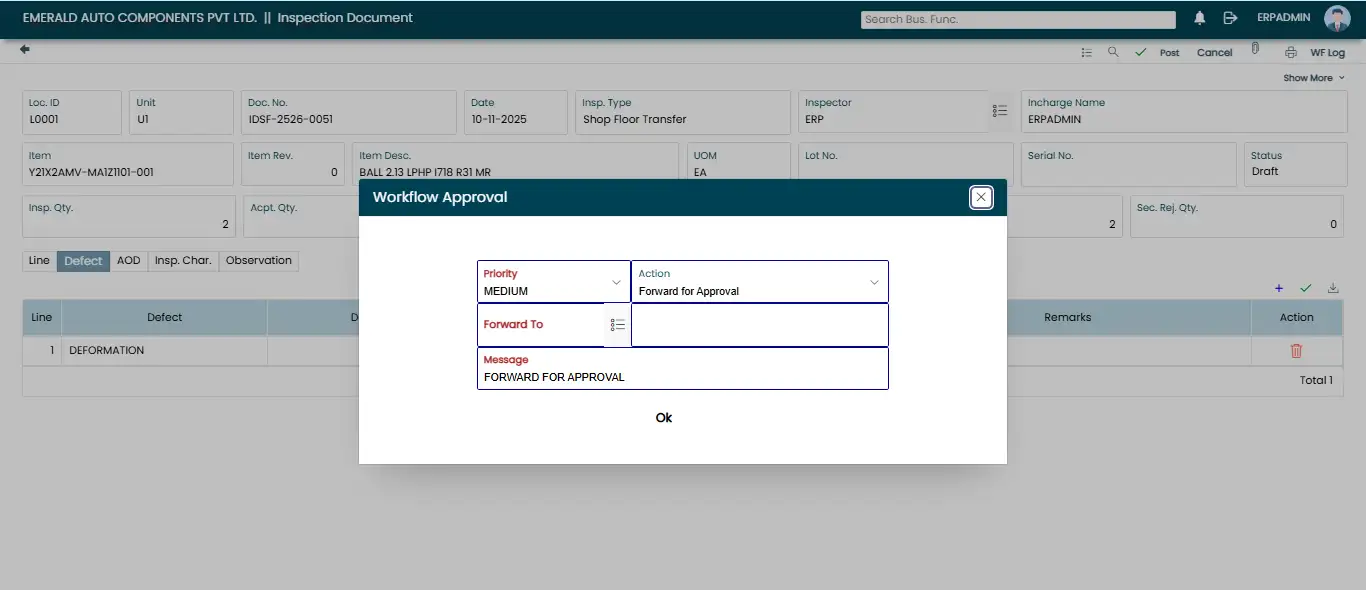 EMERALD AUTO COMPONENTS PVT LTD. || Inspection Document
Search Bus. Func.
ERPADMIN
Post Cancel WF Log
Show More
Loc. ID Unit Doc. No. Date Insp. Type Inspector Incharge Name
L0001 U1 IDSF-2526-0051 10-11-2025 Shop Floor Transfer ERP ERPADMIN
Item Item Rev. Item Desc. UOM Lot No. Serial No. Status
Y21X2AMV-MA1Z1101-001 0 BALL 2.13 LPHP I718 R31 MR EA Draft
Insp. Qty. Acpt. Qty. Sec. Rej. Qty.
2 2 0
Workflow Approval
Priority Action
MEDIUM Forward for Approval
Forward To
Message
FORWARD FOR APPROVAL
Ok
Line Defect AOD Insp. Char. Observation
Line Defect D Remarks Action
1 DEFORMATION
Total 1